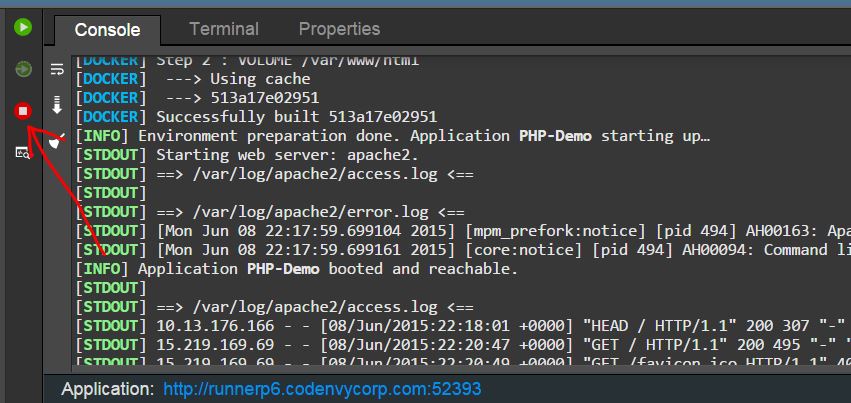 Console Terminal Properties
[DOCKER] Step 2 : VOLUME /var/www/html
[DOCKER]  ---> Using cache
[DOCKER]  ---> 513a17e02951
[DOCKER] Successfully built 513a17e02951
[INFO] Environment preparation done. Application PHP-Demo starting up…
[STDOUT] Starting web server: apache2.
[STDOUT] ==> /var/log/apache2/access.log <==
[STDOUT]
[STDOUT] ==> /var/log/apache2/error.log <==
[STDOUT] [Mon Jun 08 22:17:59.699104 2015] [mpm_prefork:notice] [pid 494] AH00163: Apa
[STDOUT] [Mon Jun 08 22:17:59.699161 2015] [core:notice] [pid 494] AH00094: Command li
[INFO] Application PHP-Demo booted and reachable.
[STDOUT]
[STDOUT] ==> /var/log/apache2/access.log <==
[STDOUT] 10.13.176.166 - - [08/Jun/2015:22:18:01 +0000] "HEAD / HTTP/1.1" 200 307 "-"
[STDOUT] 15.219.169.69 - - [08/Jun/2015:22:20:47 +0000] "GET / HTTP/1.1" 200 495 "-" "
[STDOUT] 15.219.169.69 - - [08/Jun/2015:22:20:49 +0000] "GET /favicon.ico HTTP/1.1" 40
Application: http://runnerp6.codenvycorp.com:52393